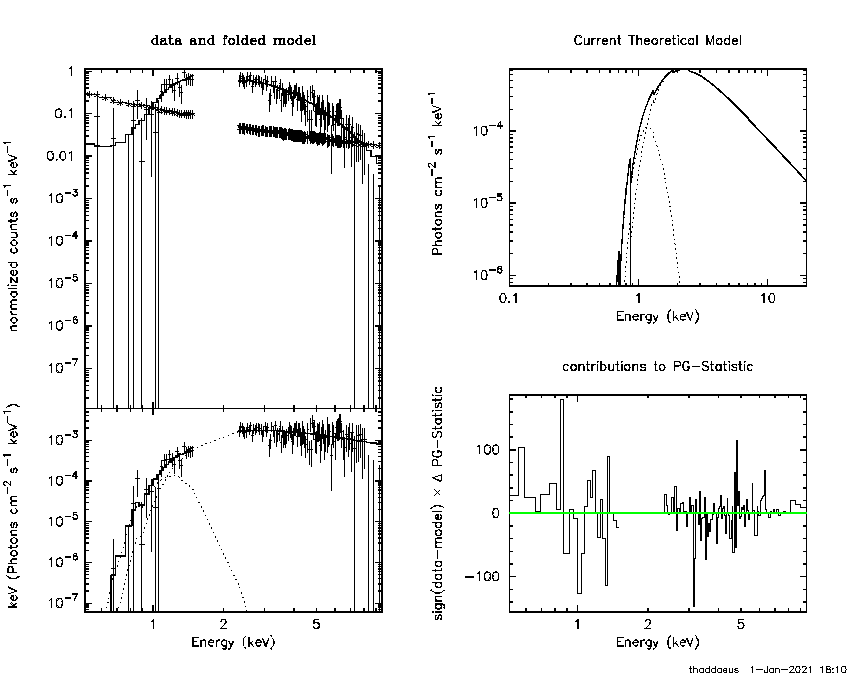 data and folded model
normalized counts s−1 keV−1
1
0.1
0.01
10−3
10−4
10−5
10−6
10−7
keV (Photons cm−2 s−1 keV−1)
10−3
10−4
10−5
10−6
10−7
1
2
5
Energy (keV)
Current Theoretical Model
Photons cm−2 s−1 keV−1
10−4
10−5
10−6
0.1
1
10
Energy (keV)
contributions to PG−Statistic
sign(data−model) × Δ PG−Statistic
100
0
−100
1
2
5
Energy (keV)
thaddaeus 1−Jan−2021 18:10